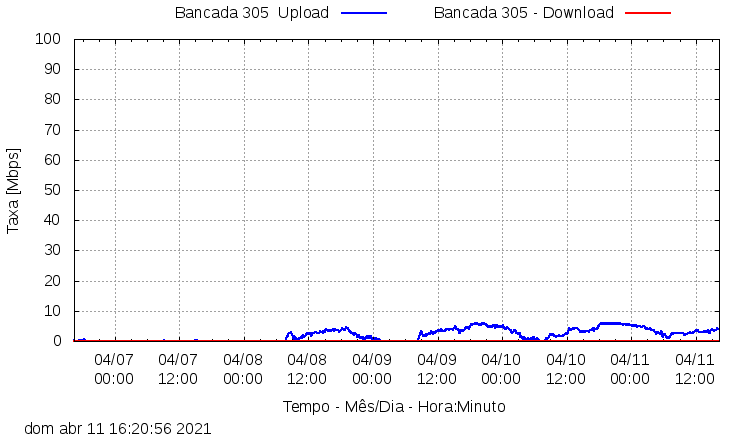 Bancada 305  Upload
Bancada 305 - Download
100
90
80
70
60
50
40
30
20
10
0
Taxa [Mbps]
04/07 04/07 04/08 04/08 04/09 04/09 04/10 04/10 04/11 04/11
00:00 12:00 00:00 12:00 00:00 12:00 00:00 12:00 00:00 12:00
Tempo - Mês/Dia - Hora:Minuto
dom abr 11 16:20:56 2021